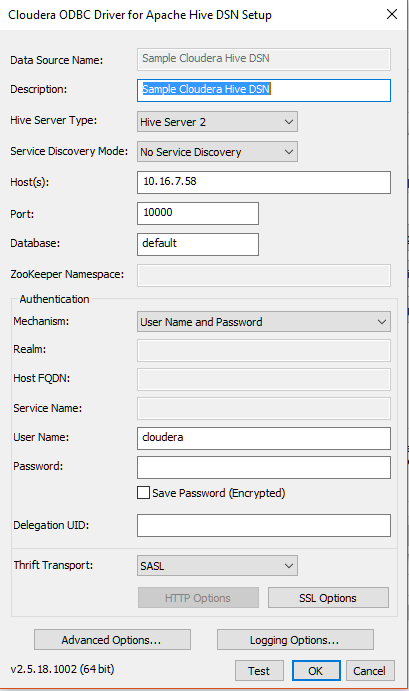 Cloudera ODBC Driver for Apache Hive DSN Setup
Data Source Name: Sample Cloudera Hive DSN
Description: Sample Cloudera Hive DSN
Hive Server Type: Hive Server 2
Service Discovery Mode: No Service Discovery
Host(s): 10.16.7.58
Port: 10000
Database: default
ZooKeeper Namespace:
Authentication
Mechanism: User Name and Password
Realm:
Host FQDN:
Service Name:
User Name: cloudera
Password:
Save Password (Encrypted)
Delegation UID:
Thrift Transport: SASL
HTTP Options SSL Options
Advanced Options... Logging Options...
v2.5.18.1002 (64 bit) Test OK Cancel